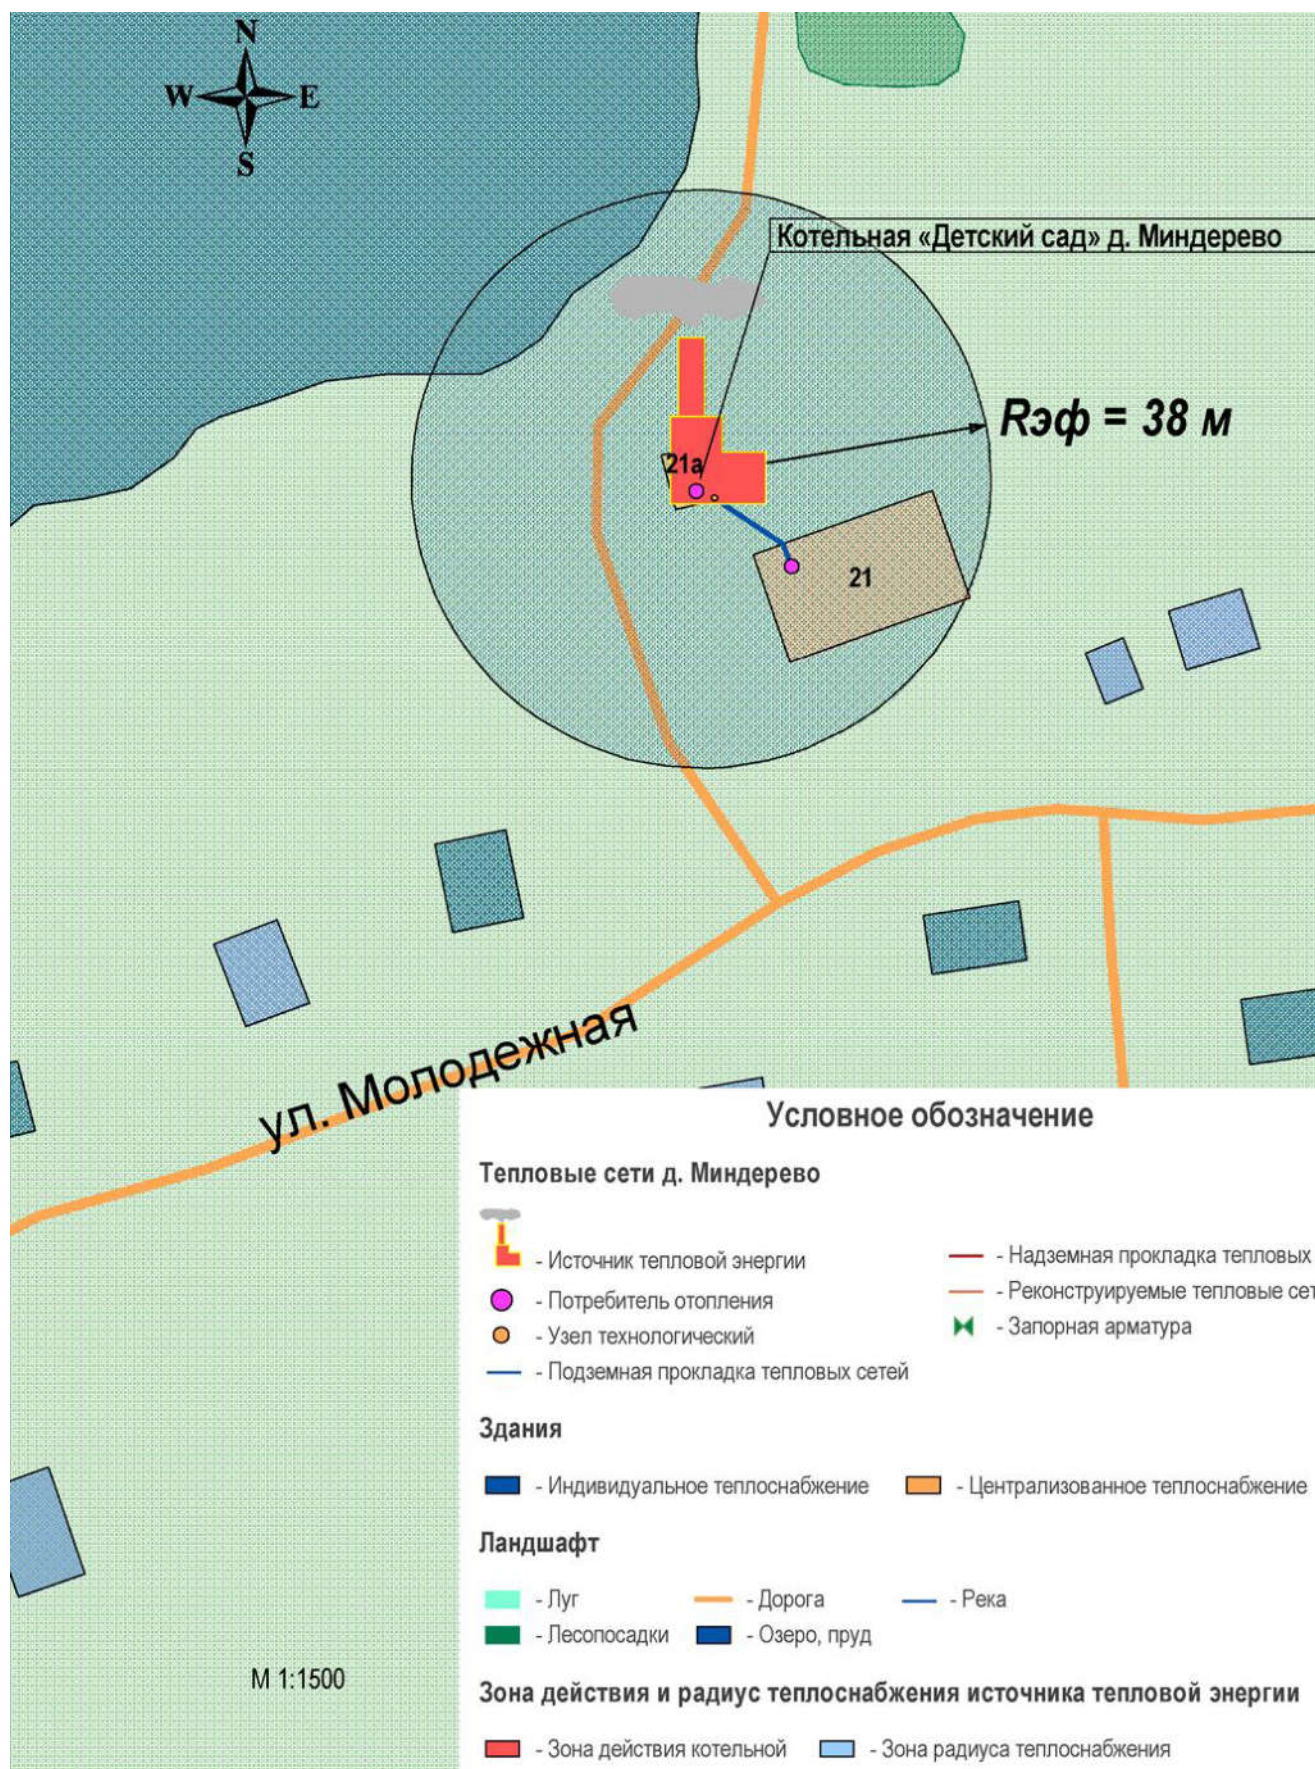 N
W E
S
Котельная «Детский сад» д. Миндерево
Rэф = 38 м
21а
21
ул. Молодежная
Условное обозначение
Тепловые сети д. Миндерево
- Источник тепловой энергии
- Надземная прокладка тепловых
- Потребитель отопления
- Реконструируемые тепловые сет
- Узел технологический
- Запорная арматура
- Подземная прокладка тепловых сетей
Здания
- Индивидуальное теплоснабжение
- Централизованное теплоснабжение
Ландшафт
- Луг
- Дорога
- Река
- Лесопосадки
- Озеро, пруд
М 1:1500
Зона действия и радиус теплоснабжения источника тепловой энергии
- Зона действия котельной
- Зона радиуса теплоснабжения